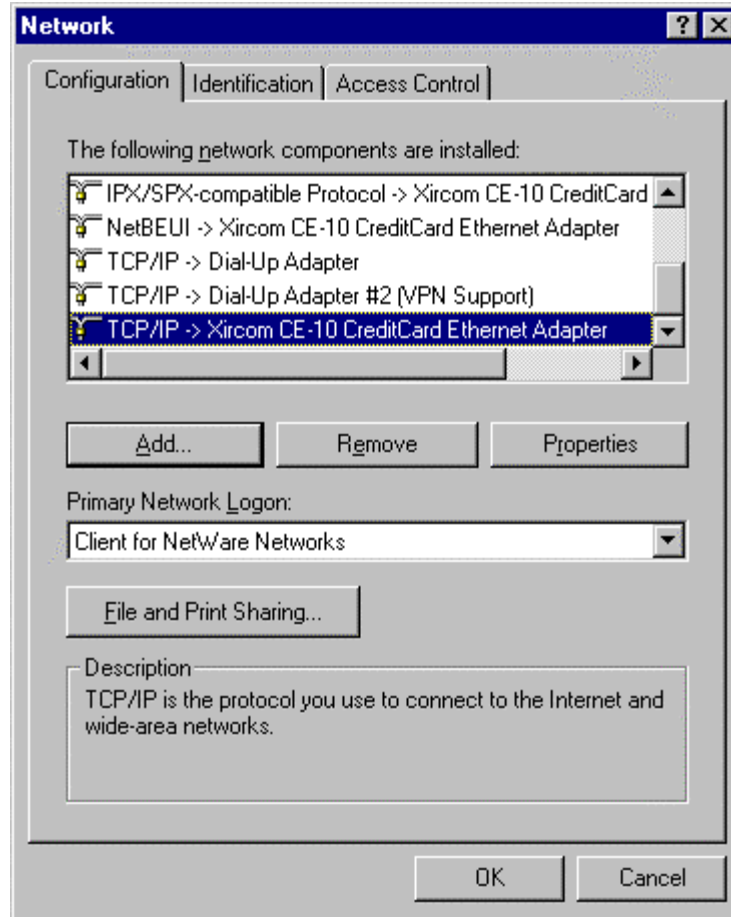 Network
Configuration Identification Access Control
The following network components are installed:
IPX/SPX-compatible Protocol -> Xircom CE-10 CreditCard
NetBEUI -> Xircom CE-10 CreditCard Ethernet Adapter
TCP/IP -> Dial-Up Adapter
TCP/IP -> Dial-Up Adapter #2 (VPN Support)
TCP/IP -> Xircom CE-10 CreditCard Ethernet Adapter
Add... Remove Properties
Primary Network Logon:
Client for NetWare Networks
File and Print Sharing...
Description
TCP/IP is the protocol you use to connect to the Internet and
wide-area networks.
OK Cancel